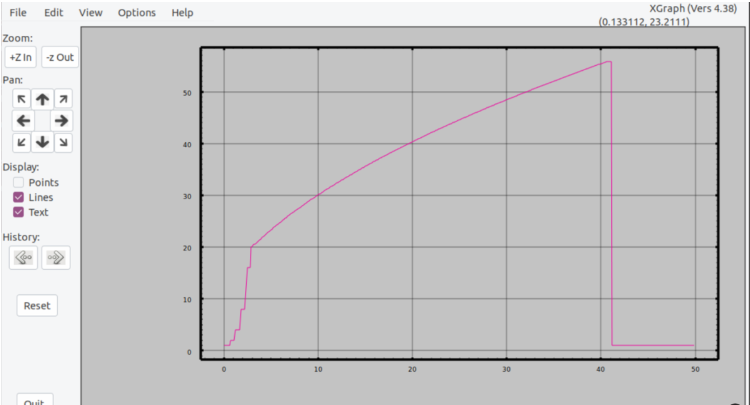 File Edit View Options Help
XGraph (Vers 4.38)
(0.133112, 23.2111)
Zoom:
+Z In -z Out
Pan:
Display:
Points
Lines
Text
History:
Reset
Quit
50
40
30
20
10
0
0 10 20 30 40 50